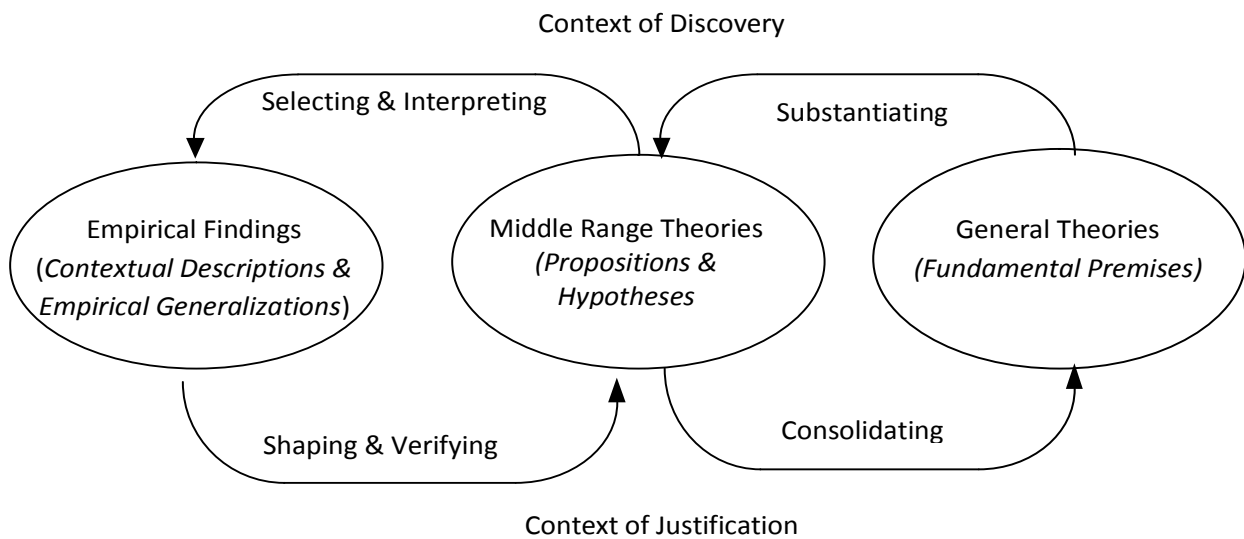 Context of Discovery
Selecting & Interpreting
Substantiating
Empirical Findings
(Contextual Descriptions &
Empirical Generalizations)
Middle Range Theories
(Propositions &
Hypotheses
General Theories
(Fundamental Premises)
Shaping & Verifying
Consolidating
Context of Justification